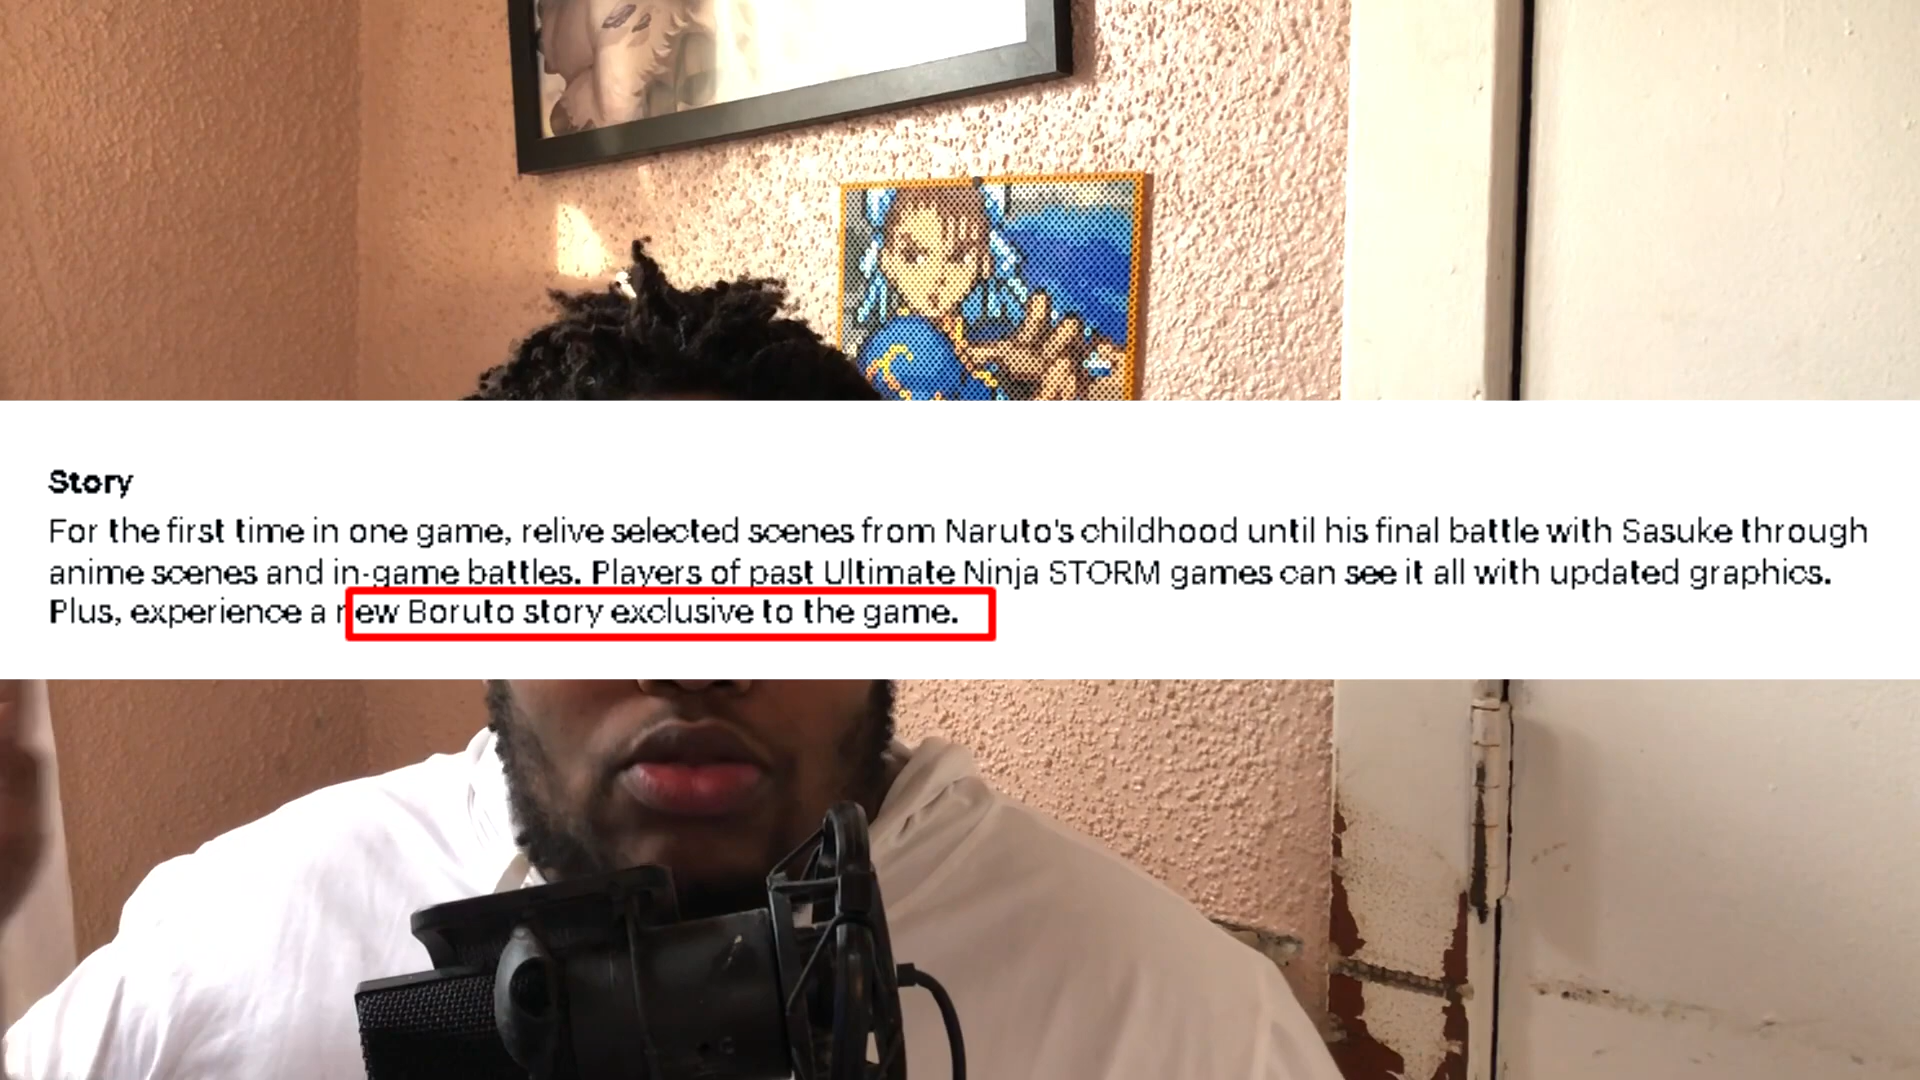 Story
For the first time in one game, relive selected scenes from Naruto's childhood until his final battle with Sasuke through
anime scenes and in-game battles. Players of past Ultimate Ninja STORM games can see it all with updated graphics.
Plus, experience a new Boruto story exclusive to the game.